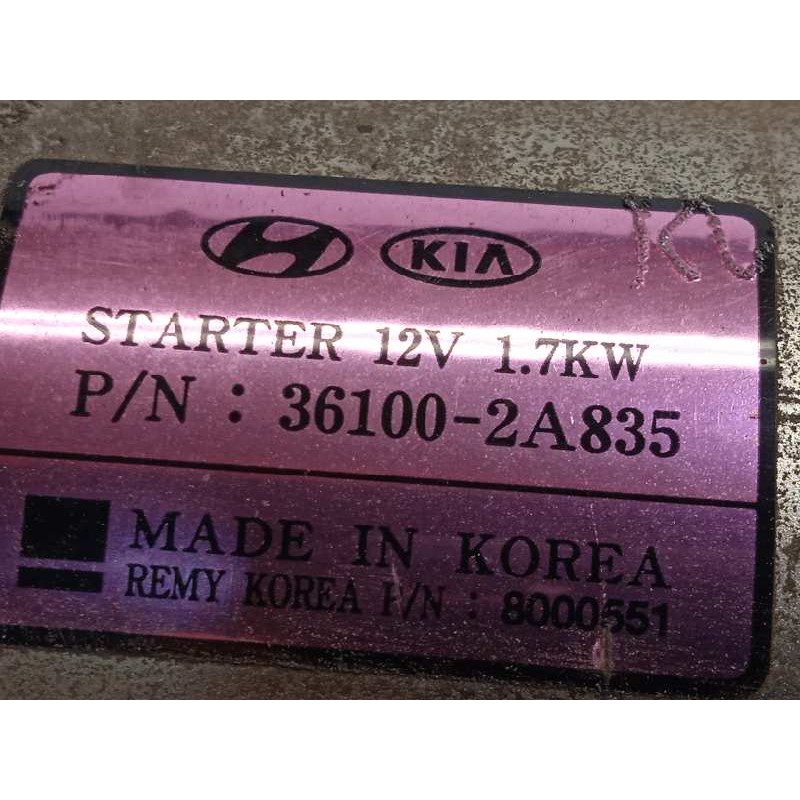 KIA
STARTER 12V 1.7KW
P/N : 36100-2A835
MADE IN KOREA
REMY KOREA P/N : 8000551